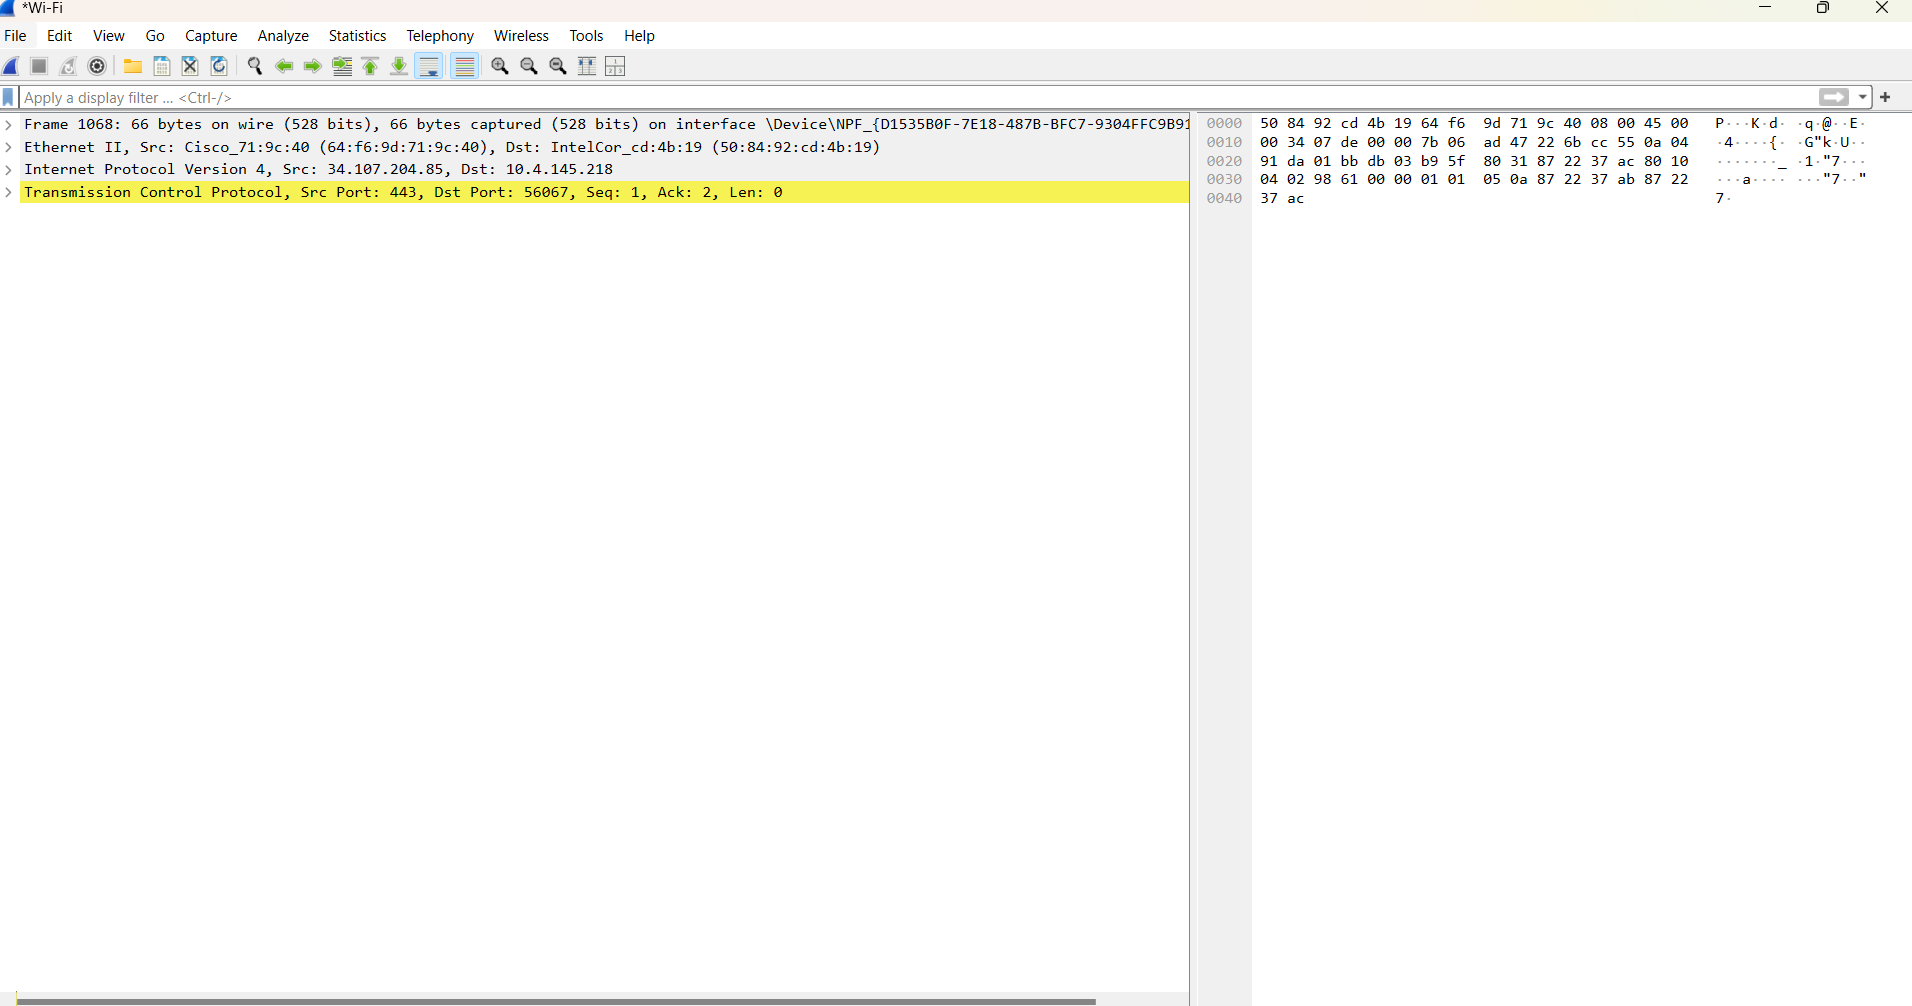 *Wi-Fi
File Edit View Go Capture Analyze Statistics Telephony Wireless Tools Help
Apply a display filter ... <Ctrl-/>
Frame 1068: 66 bytes on wire (528 bits), 66 bytes captured (528 bits) on interface \Device\NPF_{D1535B0F-7E18-487B-BFC7-9304FFC9B91
Ethernet II, Src: Cisco_71:9c:40 (64:f6:9d:71:9c:40), Dst: IntelCor_cd:4b:19 (50:84:92:cd:4b:19)
Internet Protocol Version 4, Src: 34.107.204.85, Dst: 10.4.145.218
Transmission Control Protocol, Src Port: 443, Dst Port: 56067, Seq: 1, Ack: 2, Len: 0
0000 50 84 92 cd 4b 19 64 f6 9d 71 9c 40 08 00 45 00 P···K·d· ·q·@··E·
0010 00 34 07 de 00 00 7b 06 ad 47 22 6b cc 55 0a 04 ·4····{· ·G"k·U··
0020 91 da 01 bb db 03 b9 5f 80 31 87 22 37 ac 80 10 ·······_ ·1·"7···
0030 04 02 98 61 00 00 01 01 05 0a 87 22 37 ab 87 22 ···a···· ···"7··"
0040 37 ac 7·